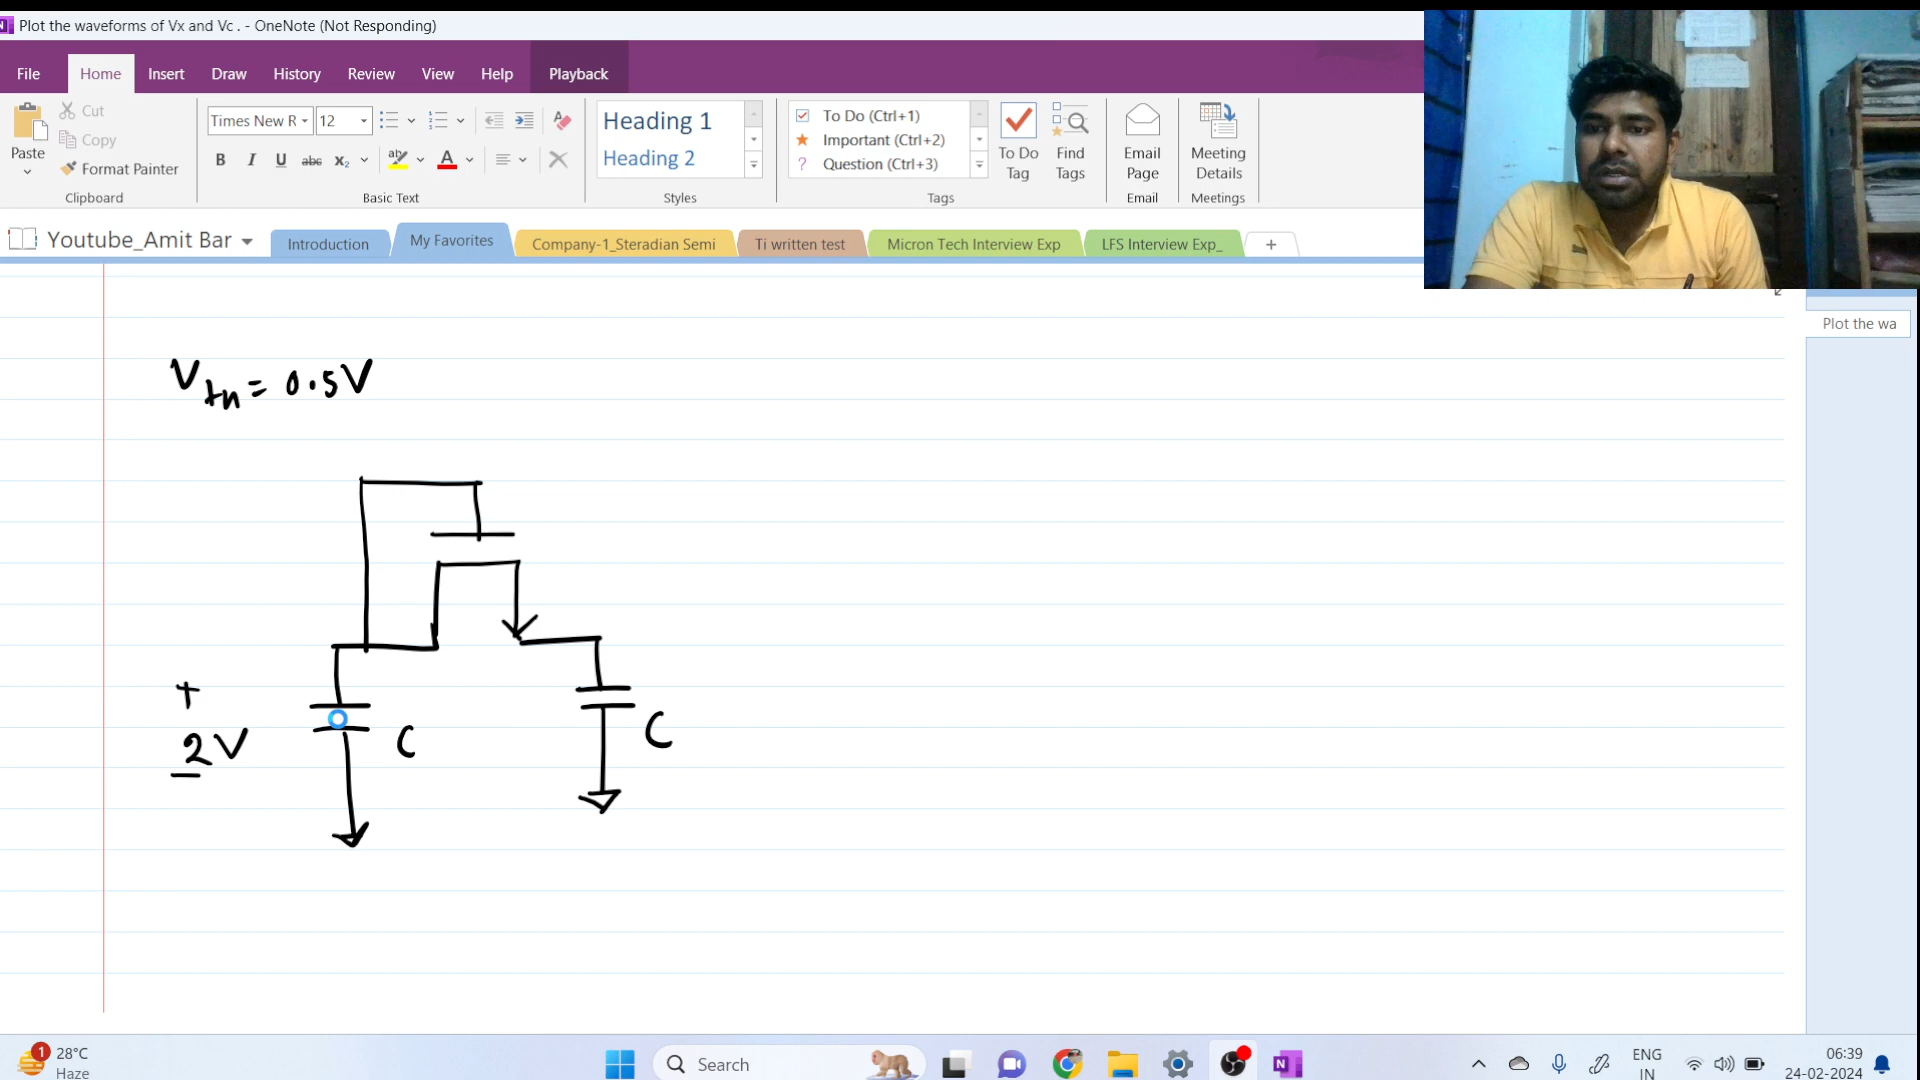 Plot the waveforms of Vx and Vc . - OneNote (Not Responding)
File Home Insert Draw History Review View Help Playback
Paste Cut Copy Format Painter
Clipboard
Times New R 12
B I U abc x₂ ab A
Basic Text
Heading 1
Heading 2
Styles
To Do (Ctrl+1)
Important (Ctrl+2)
? Question (Ctrl+3)
Tags
To Do Tag
Find Tags
Email Page
Email
Meeting Details
Meetings
Youtube_Amit Bar Introduction My Favorites Company-1_Steradian Semi Ti written test Micron Tech Interview Exp LFS Interview Exp_ +
Plot the wa
Vtn = 0.5V
+
2V
C
C
1 28°C
Haze
Search
ENG
IN
06:39
24-02-2024